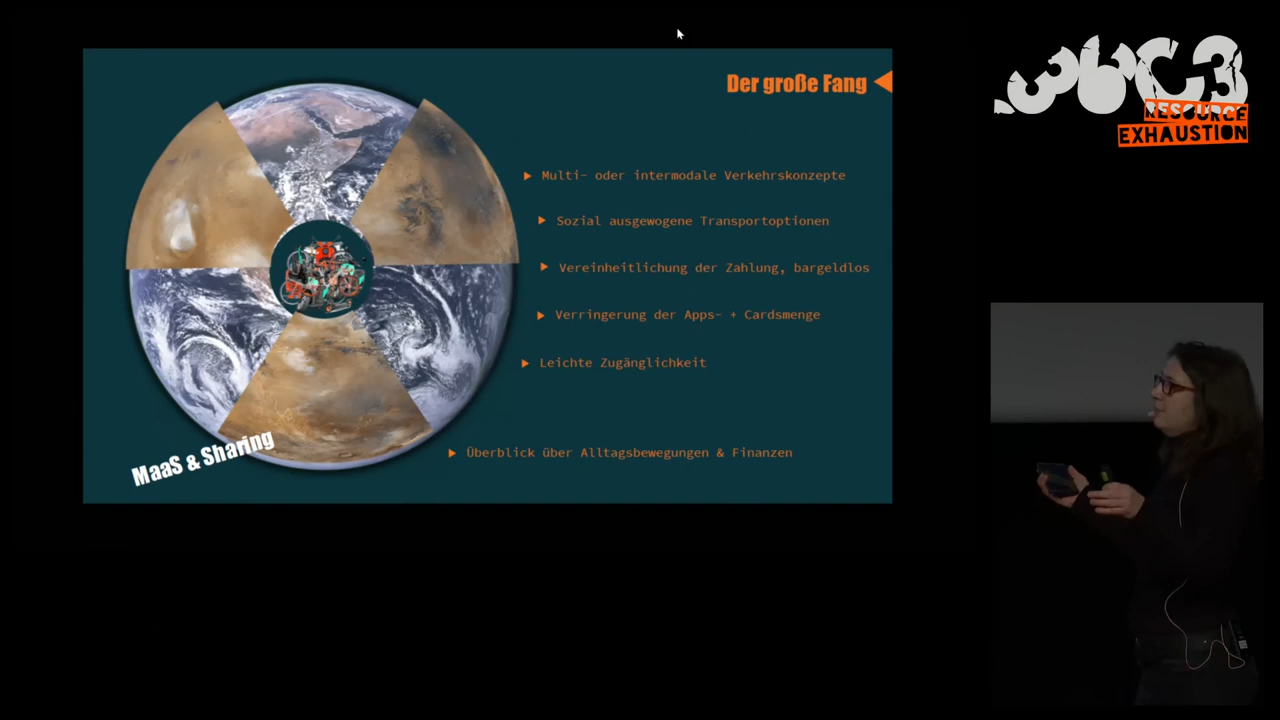 Der große Fang
Multi- oder intermodale Verkehrskonzepte
Sozial ausgewogene Transportoptionen
Vereinheitlichung der Zahlung, bargeldlos
Verringerung der Apps- + Cardsmenge
Leichte Zugänglichkeit
Überblick über Alltagsbewegungen & Finanzen
MaaS & Sharing
36C3
RESOURCE
EXHAUSTION